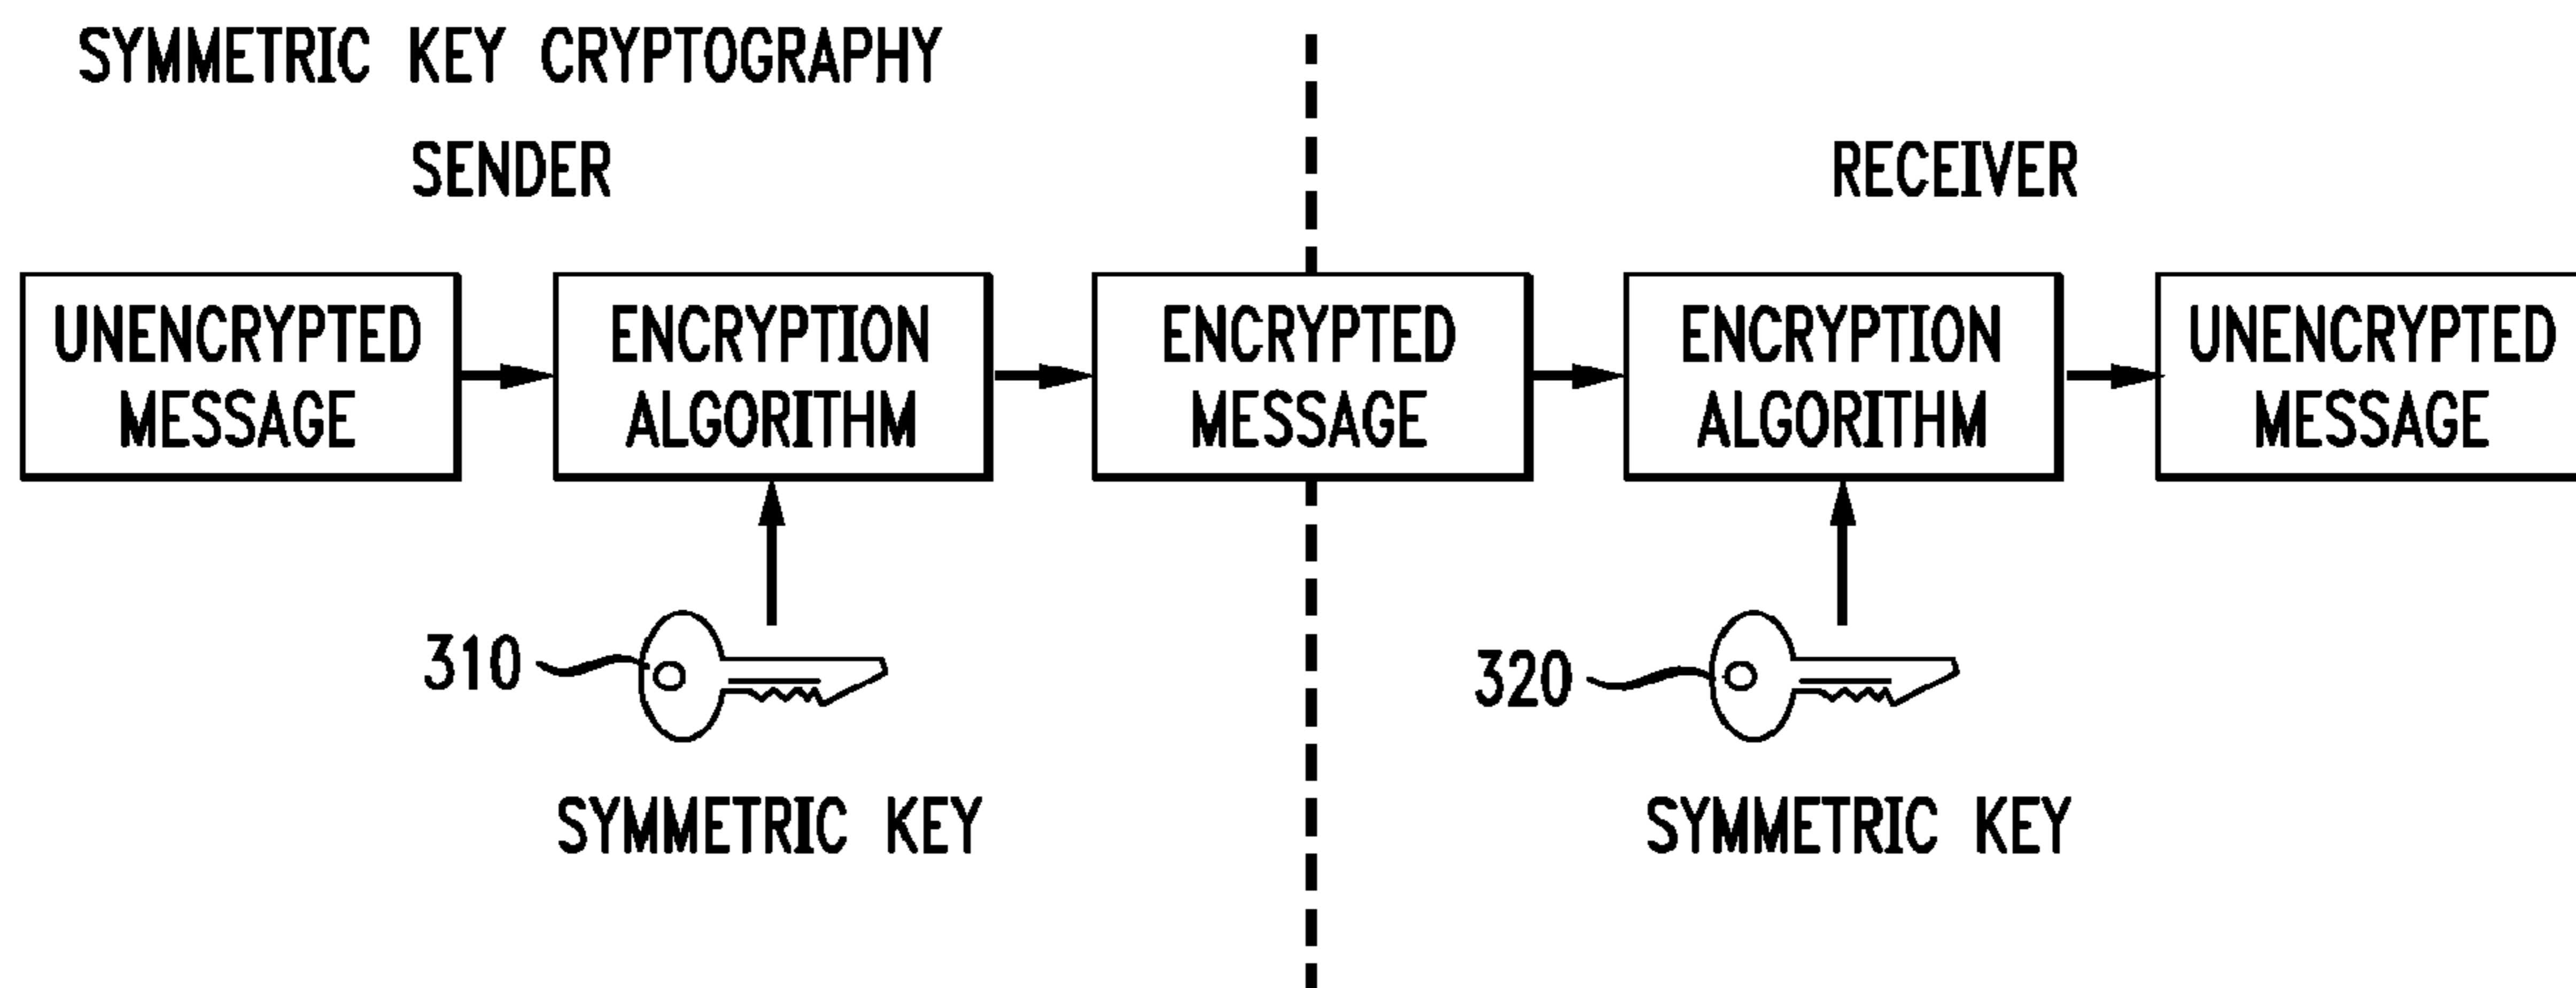 SYMMETRIC KEY CRYPTOGRAPHY
SENDER
RECEIVER
UNENCRYPTED
MESSAGE
ENCRYPTION
ALGORITHM
ENCRYPTED
MESSAGE
ENCRYPTION
ALGORITHM
UNENCRYPTED
MESSAGE
310
320
SYMMETRIC KEY
SYMMETRIC KEY